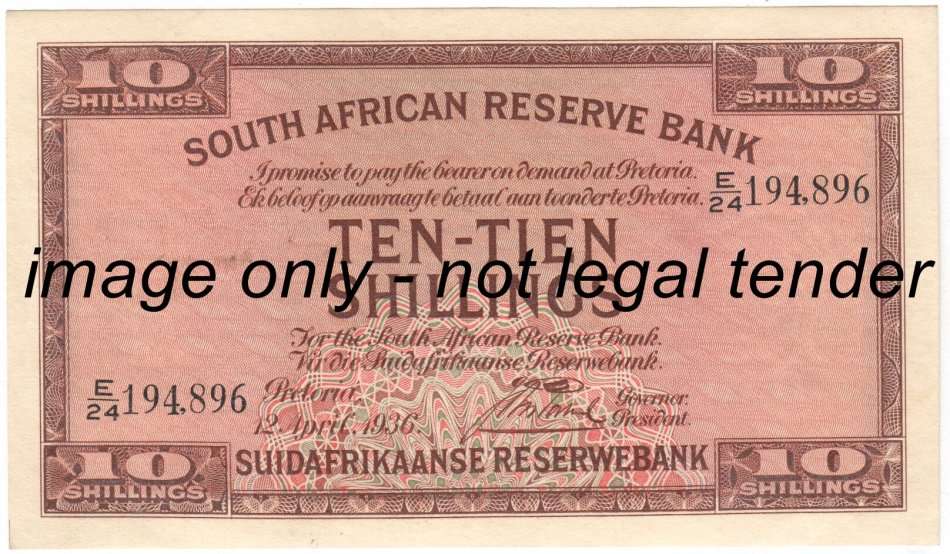 10 SHILLINGS
10 SHILLINGS
SOUTH AFRICAN RESERVE BANK
I promise to pay the bearer on demand at Pretoria.
Ek beloof op aanvraag te betaal aan toonder te Pretoria.
E/24 194,896
TEN-TIEN
image only - not legal tender
SHILLINGS
For the South African Reserve Bank.
Vir die Suidafrikaanse Reserwebank.
E/24 194,896
Pretoria,
12 April, 1936.
Governor.
President.
SUIDAFRIKAANSE RESERWEBANK
10 SHILLINGS
10 SHILLINGS